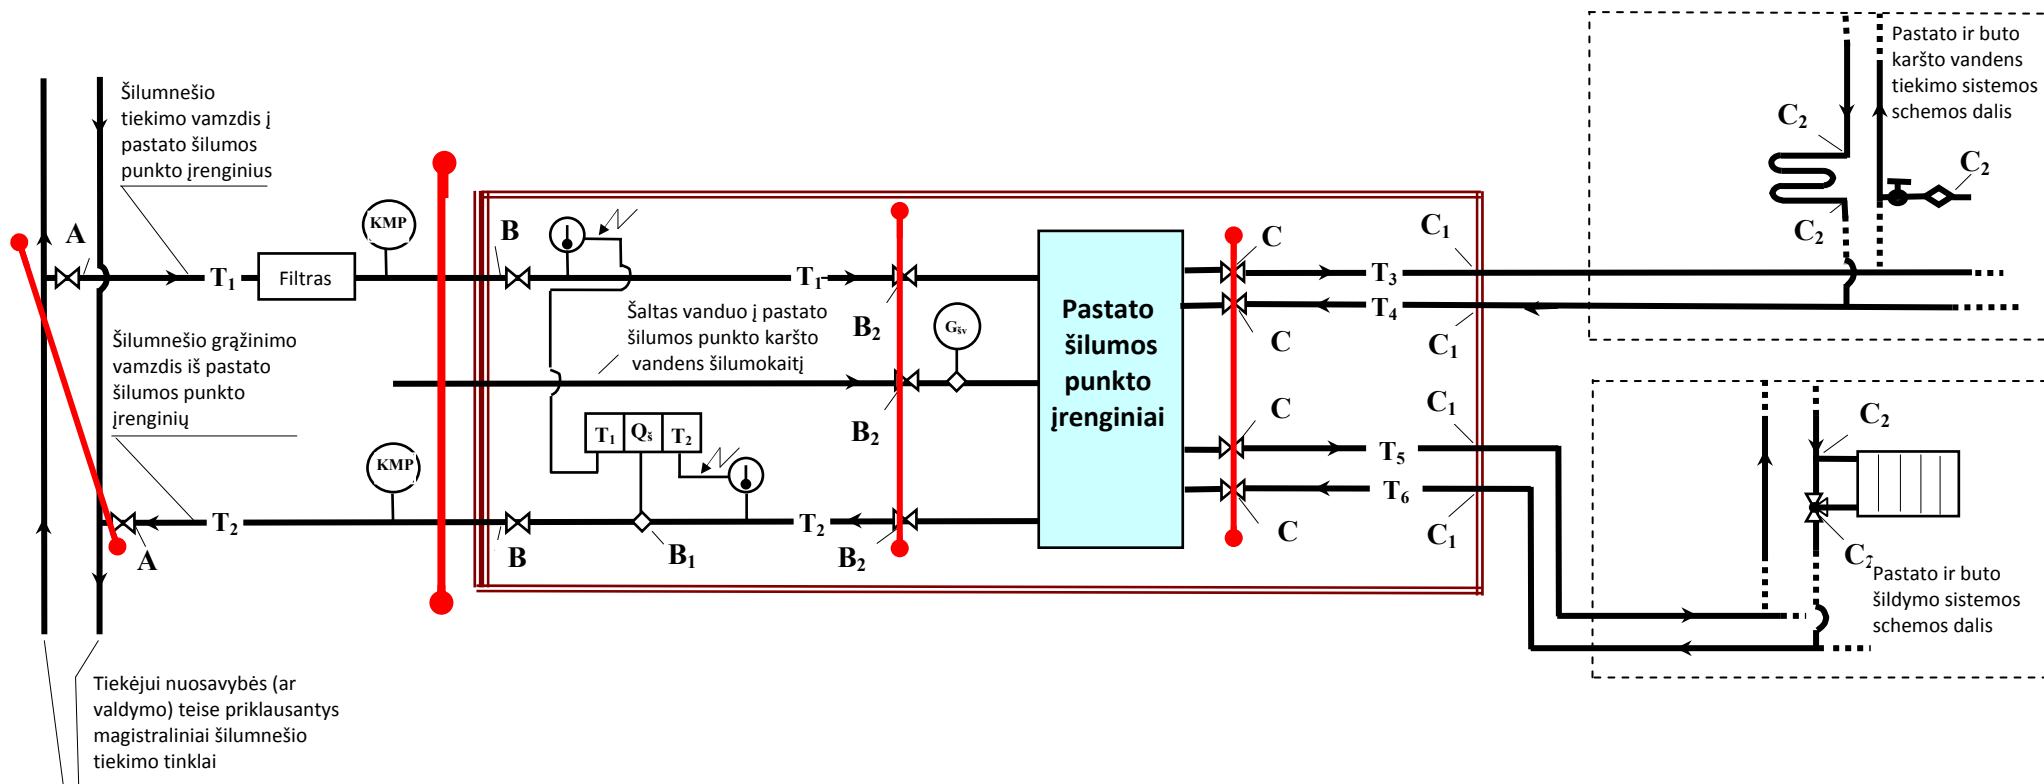 Šilumnešio
tiekimo vamzdis į
pastato šilumos
punkto įrenginius
A
T₁
Filtras
KMP
B
T₁
B₂
Šaltas vanduo į pastato
šilumos punkto karšto
vandens šilumokaitį
Gšv
B₂
Šilumnešio grąžinimo
vamzdis iš pastato
šilumos punkto
įrenginių
A
T₂
KMP
B
T₁ Qš T₂
B₁
T₂
B₂
Pastato
šilumos
punkto
įrenginiai
C
C₁
T₃
T₄
C
C₁
C
C₁
T₅
T₆
C
C₁
Pastato ir buto
karšto vandens
tiekimo sistemos
schemos dalis
C₂
C₂
C₂
C₂
C₂
Pastato ir buto
šildymo sistemos
schemos dalis
Tiekėjui nuosavybės (ar
valdymo) teise priklausantys
magistraliniai šilumnešio
tiekimo tinklai